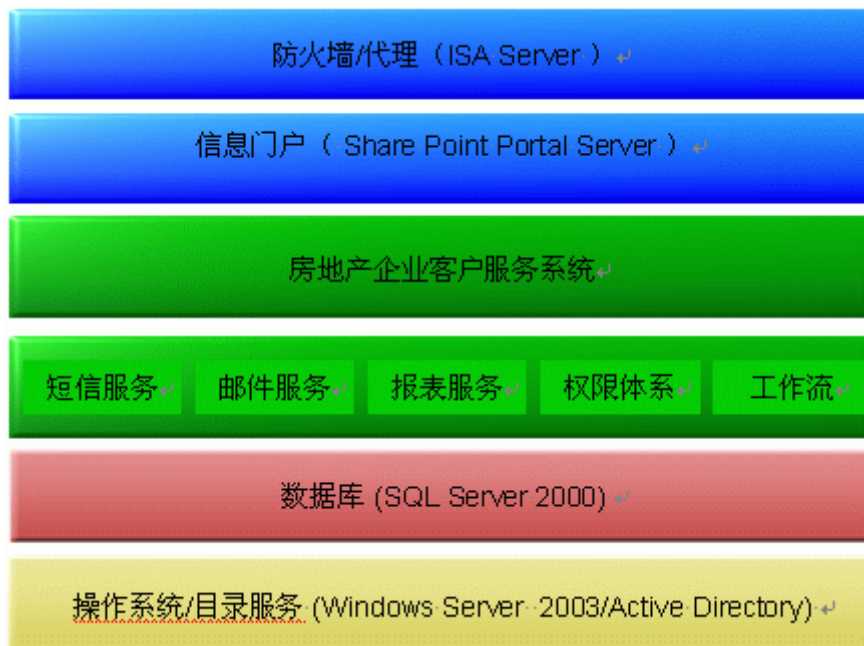 防火墙/代理（ISA Server ）
信息门户（ Share Point Portal Server ）
房地产企业客户服务系统
短信服务 邮件服务 报表服务 权限体系 工作流
数据库 (SQL Server 2000)
操作系统/目录服务 (Windows Server 2003/Active Directory)